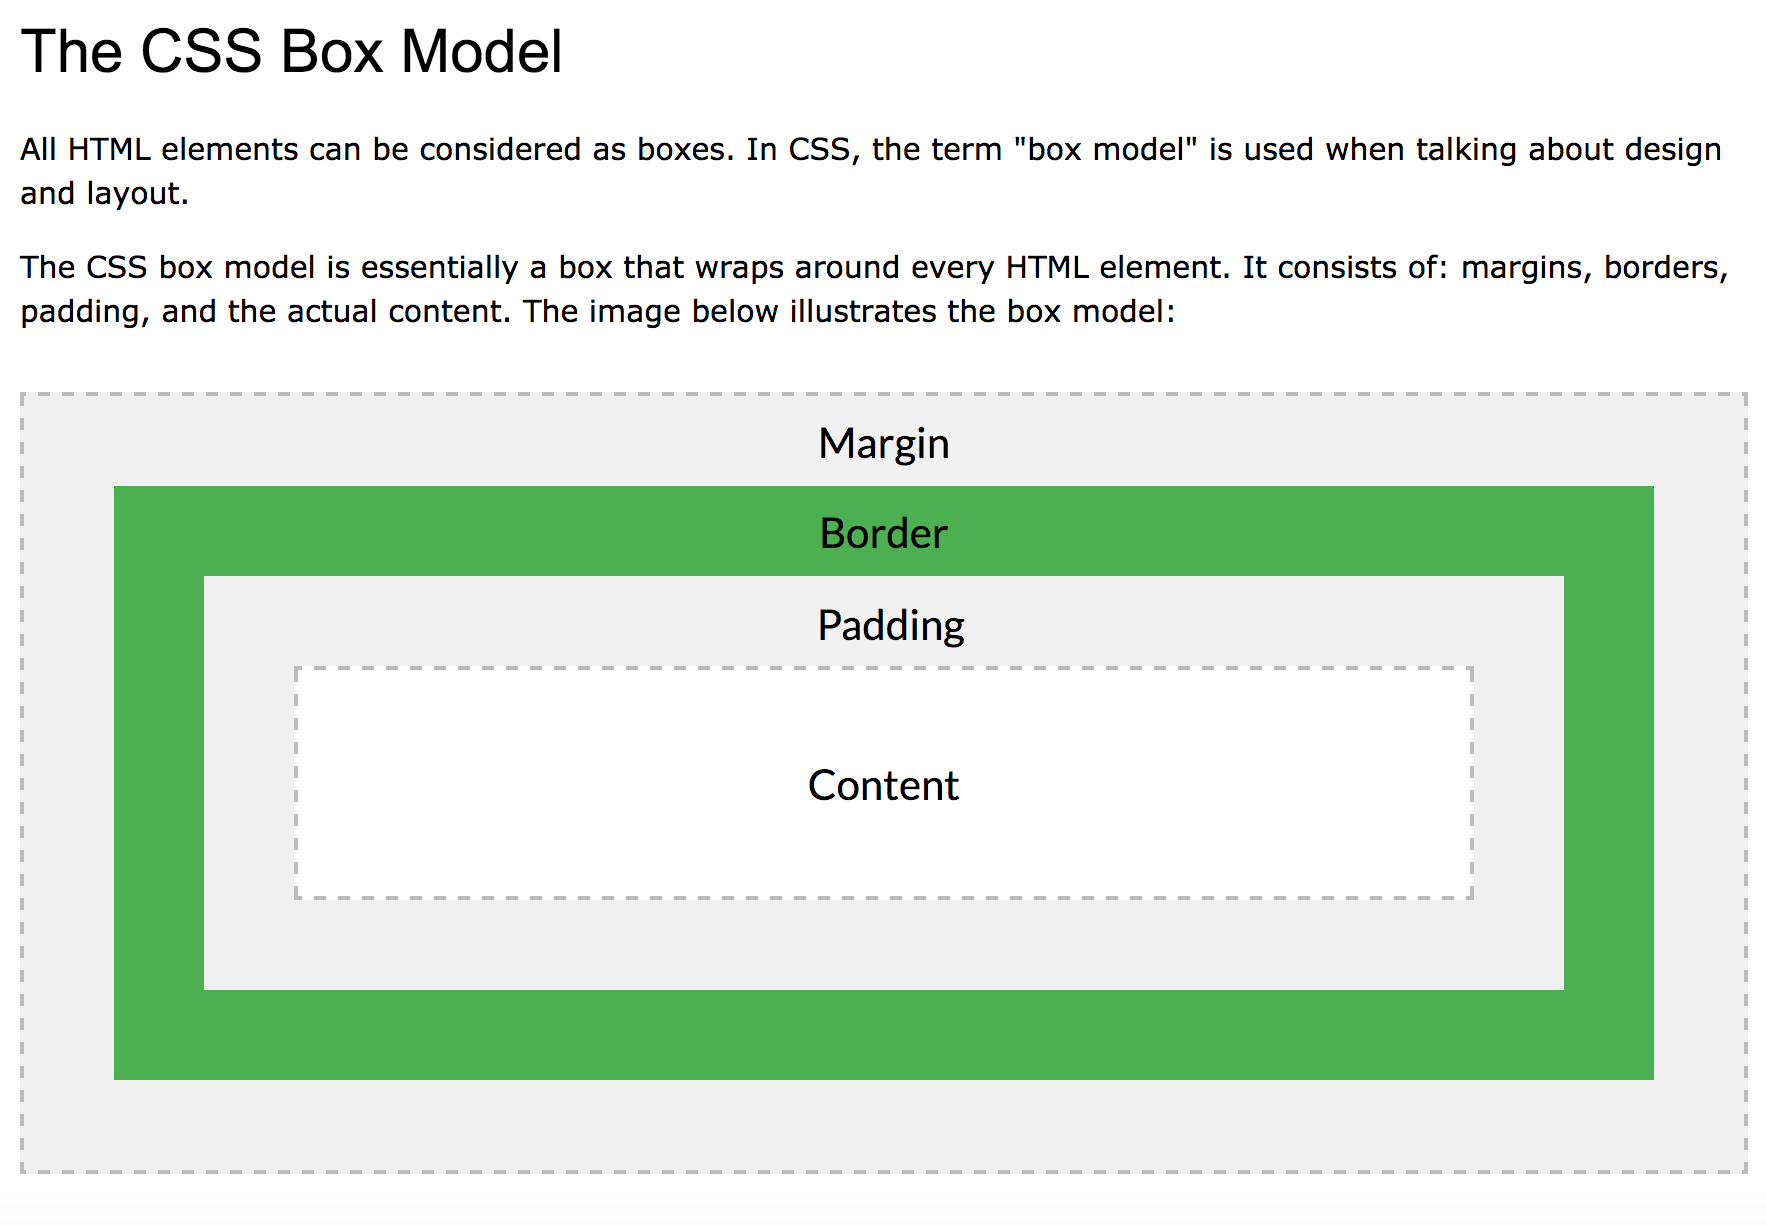 The CSS Box Model
All HTML elements can be considered as boxes. In CSS, the term "box model" is used when talking about design
and layout.
The CSS box model is essentially a box that wraps around every HTML element. It consists of: margins, borders,
padding, and the actual content. The image below illustrates the box model:
Margin
Border
Padding
Content